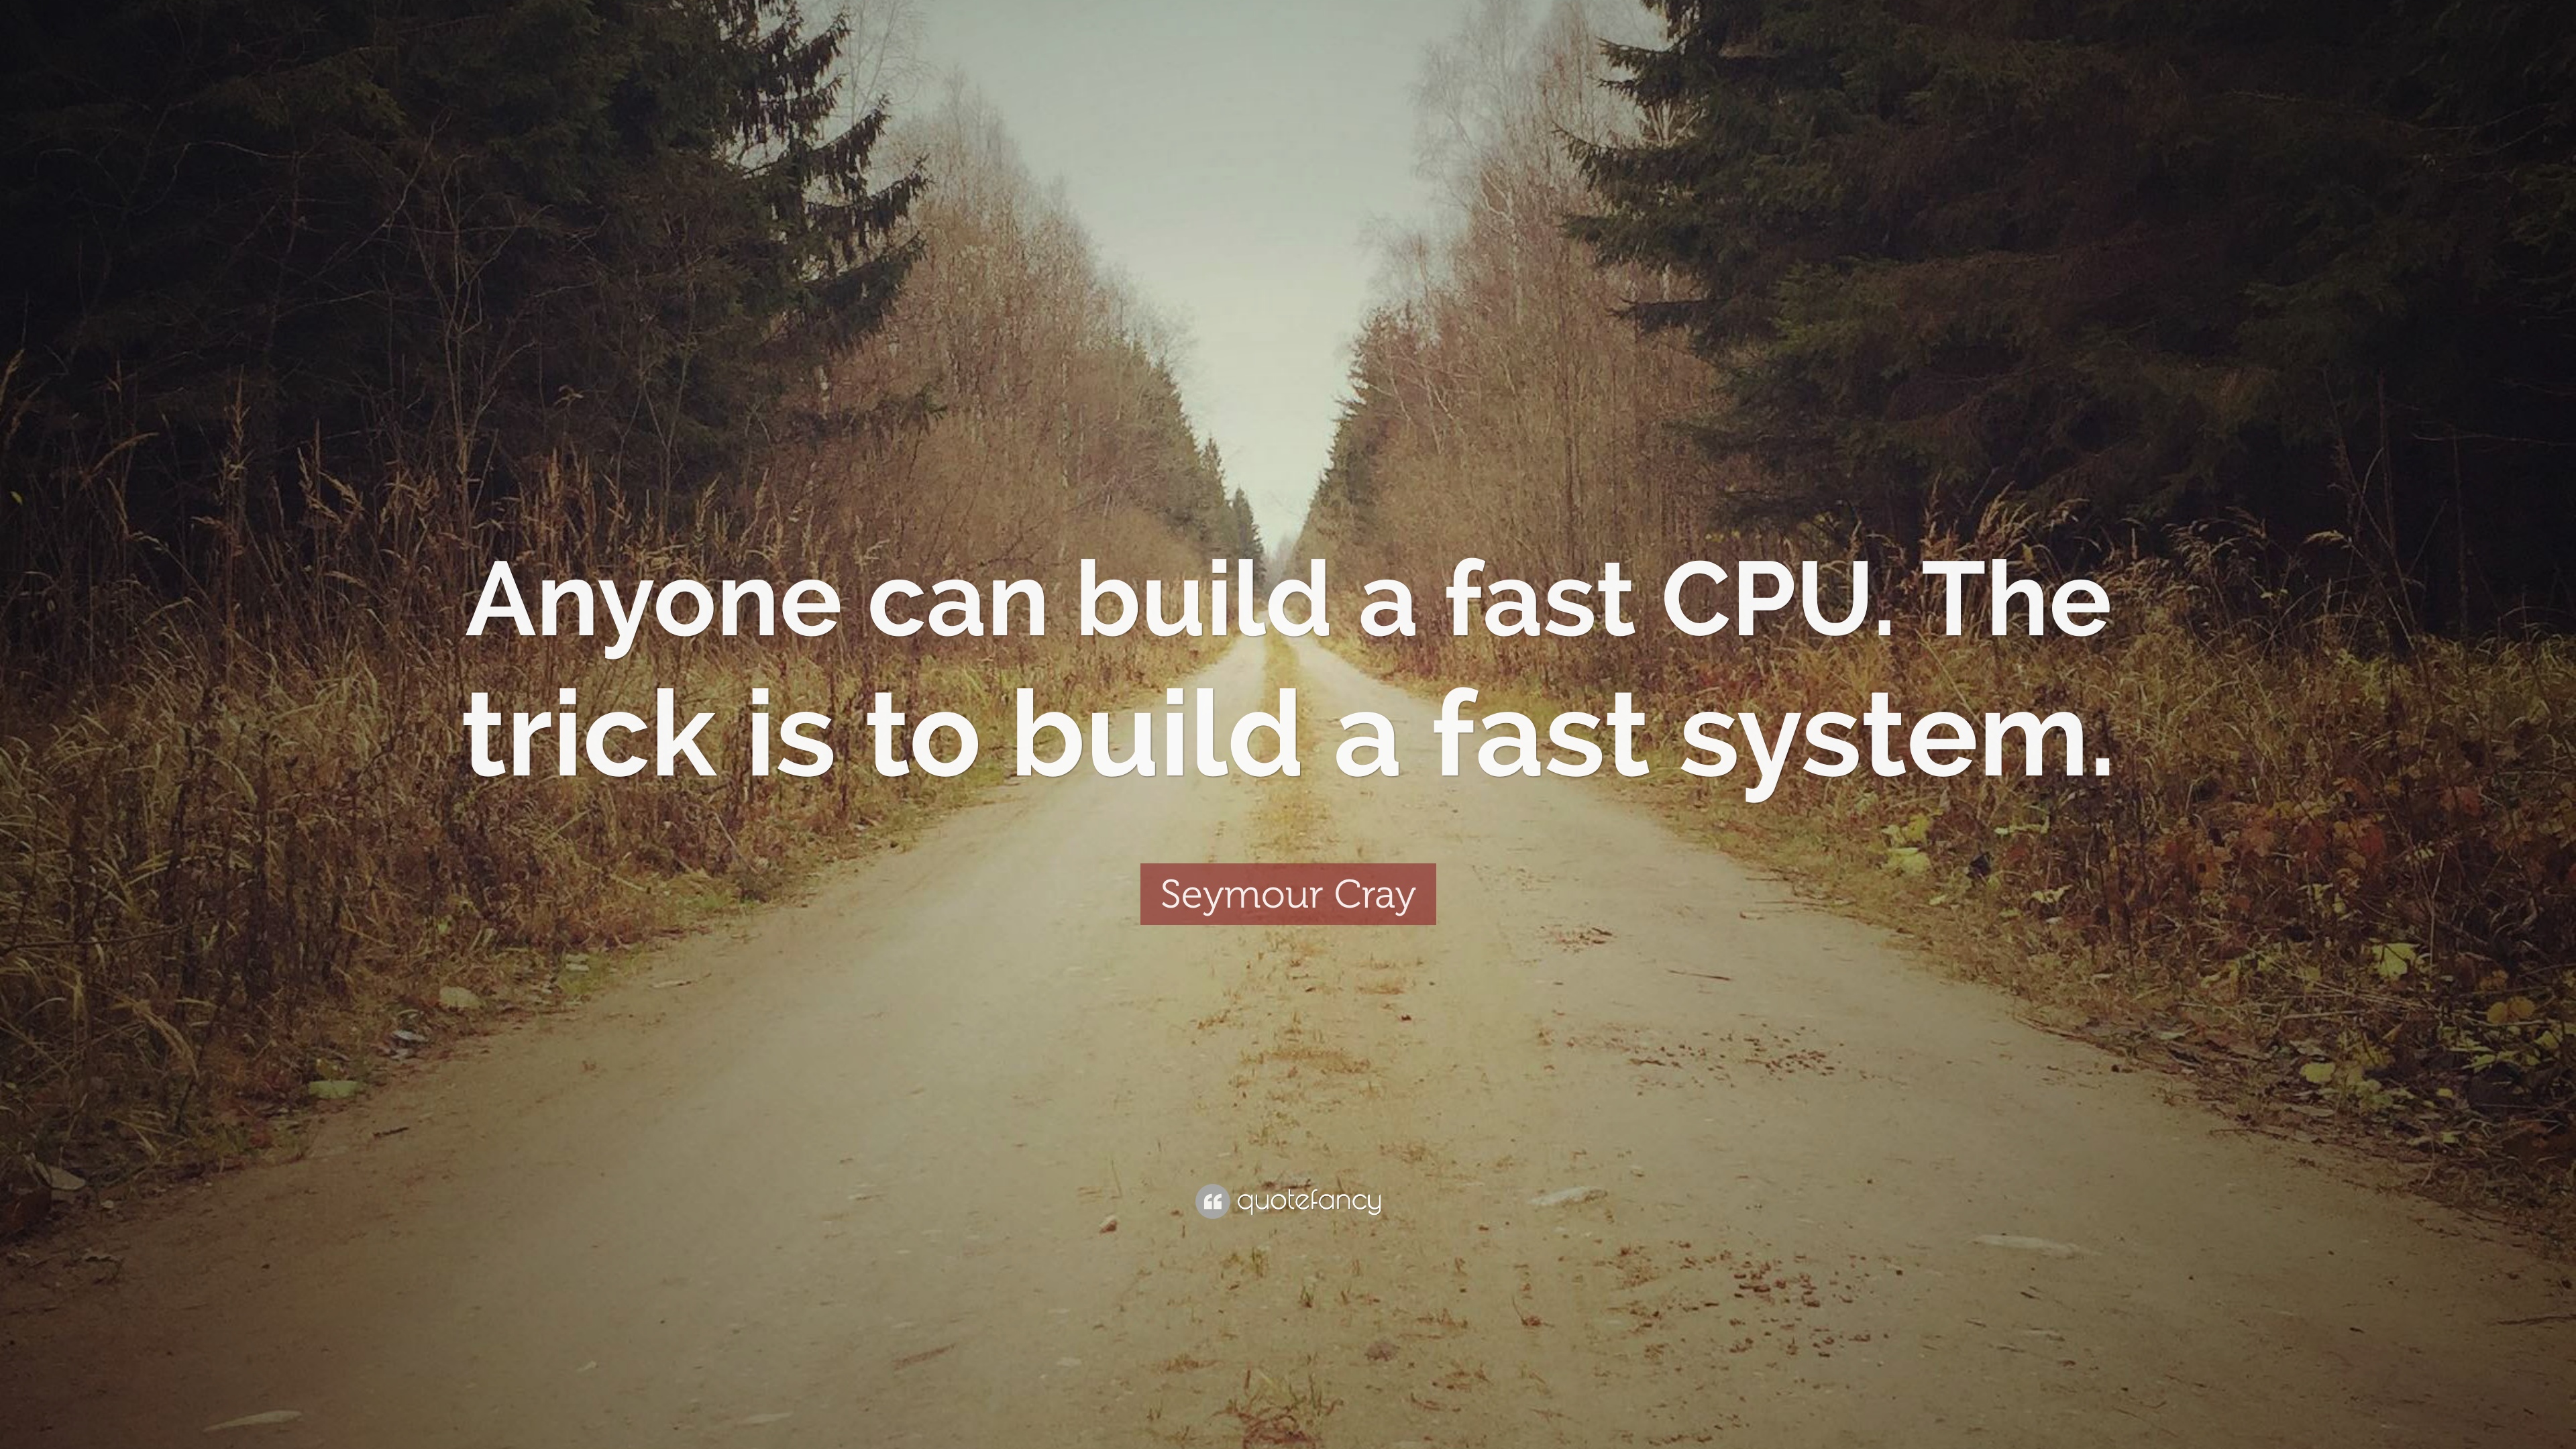 Anyone can build a fast CPU. The
trick is to build a fast system.
Seymour Cray
quotefancy